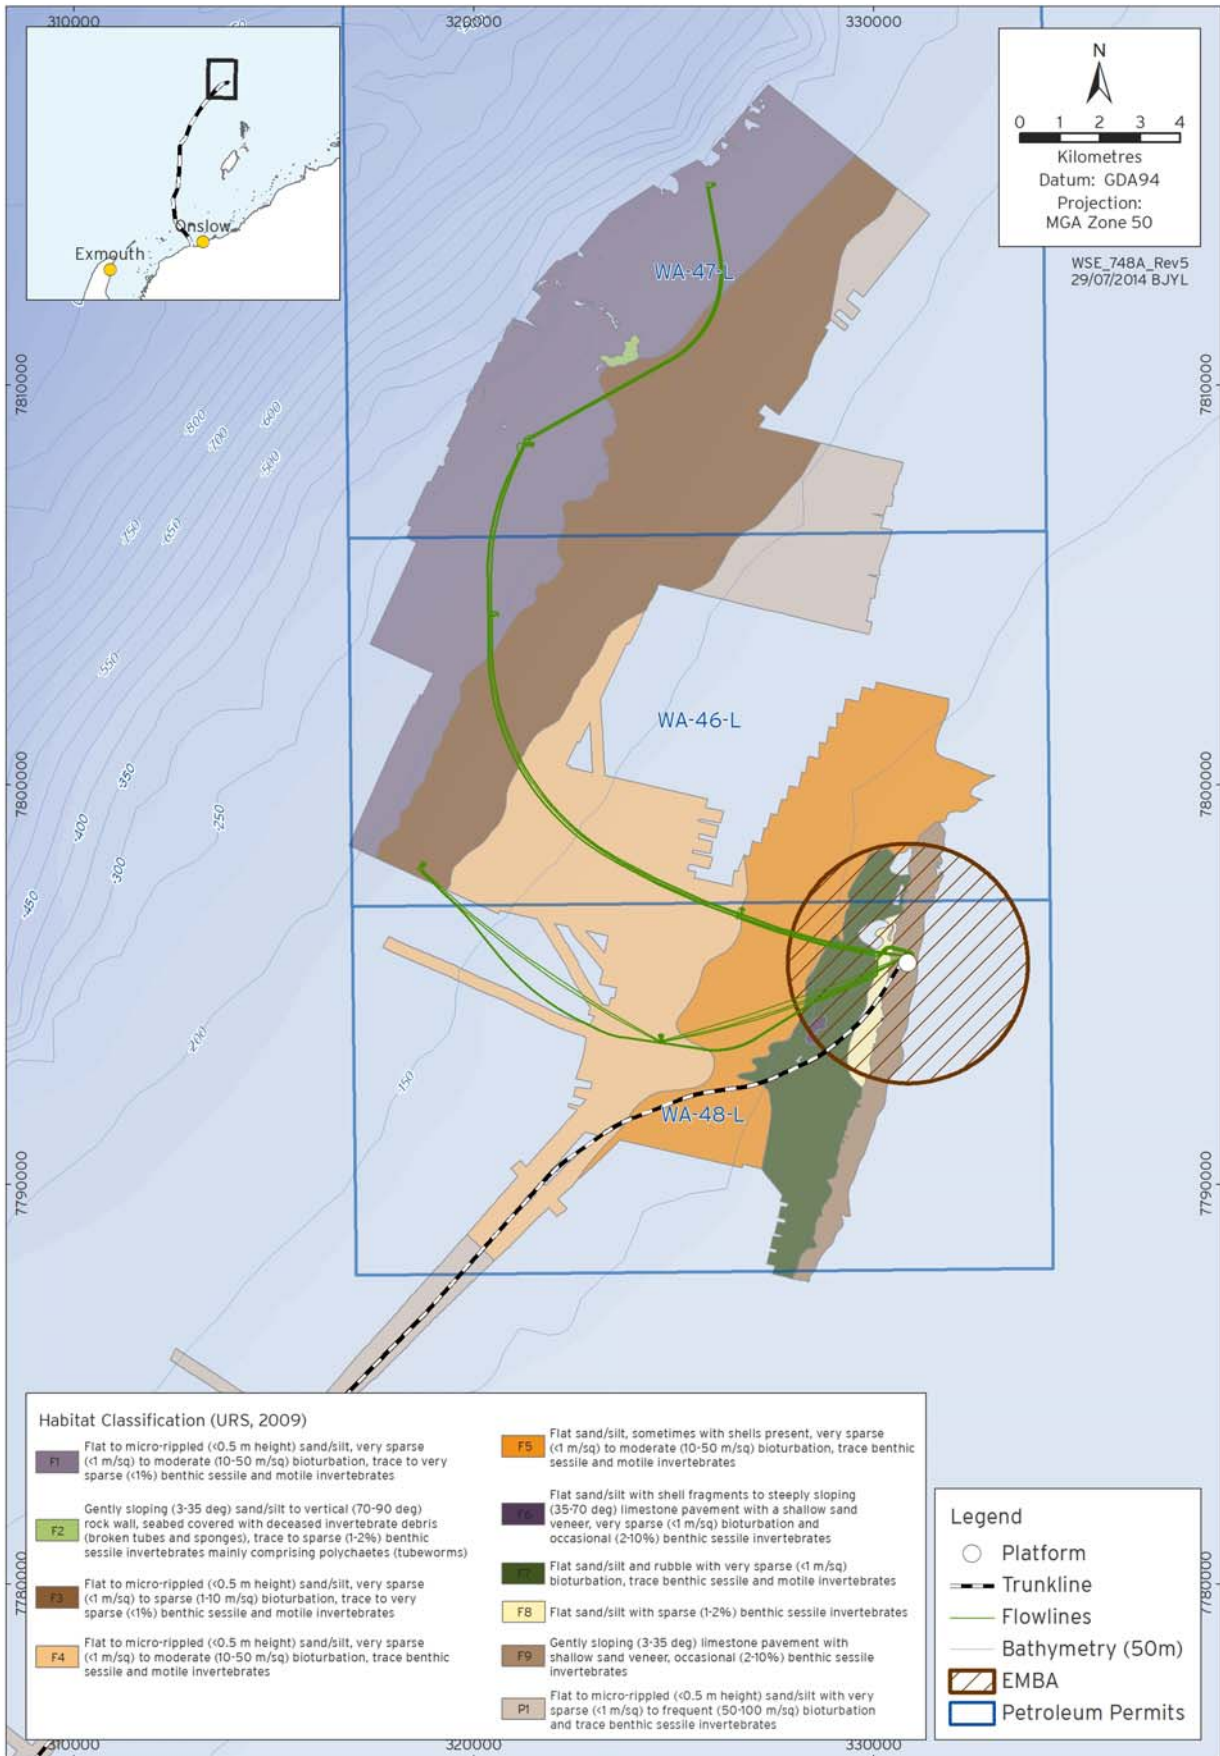 310000
320000
330000
N
0 1 2 3 4
Kilometres
Datum: GDA94
Projection:
MGA Zone 50
WSE_748A_Rev5
29/07/2014 BJYL
Onslow
Exmouth
WA-47-L
7810000
7810000
-800
-700
-600
-500
-750
-650
-550
WA-46-L
7800000
7800000
-350
-400
-250
-300
-450
-200
-150
WA-48-L
7790000
7790000
Habitat Classification (URS, 2009)
F1
Flat to micro-rippled (<0.5 m height) sand/silt, very sparse
(<1 m/sq) to moderate (10-50 m/sq) bioturbation, trace to very
sparse (<1%) benthic sessile and motile invertebrates
F2
Gently sloping (3-35 deg) sand/silt to vertical (70-90 deg)
rock wall, seabed covered with deceased invertebrate debris
(broken tubes and sponges), trace to sparse (1-2%) benthic
sessile invertebrates mainly comprising polychaetes (tubeworms)
F3
Flat to micro-rippled (<0.5 m height) sand/silt, very sparse
(<1 m/sq) to sparse (1-10 m/sq) bioturbation, trace to very
sparse (<1%) benthic sessile and motile invertebrates
F4
Flat to micro-rippled (<0.5 m height) sand/silt, very sparse
(<1 m/sq) to moderate (10-50 m/sq) bioturbation, trace benthic
sessile and motile invertebrates
F5
Flat sand/silt, sometimes with shells present, very sparse
(<1 m/sq) to moderate (10-50 m/sq) bioturbation, trace benthic
sessile and motile invertebrates
F6
Flat sand/silt with shell fragments to steeply sloping
(35-70 deg) limestone pavement with a shallow sand
veneer, very sparse (<1 m/sq) bioturbation and
occasional (2-10%) benthic sessile invertebrates
F7
Flat sand/silt and rubble with very sparse (<1 m/sq)
bioturbation, trace benthic sessile and motile invertebrates
F8
Flat sand/silt with sparse (1-2%) benthic sessile invertebrates
F9
Gently sloping (3-35 deg) limestone pavement with
shallow sand veneer, occasional (2-10%) benthic sessile
invertebrates
P1
Flat to micro-rippled (<0.5 m height) sand/silt with very
sparse (<1 m/sq) to frequent (50-100 m/sq) bioturbation
and trace benthic sessile invertebrates
Legend
Platform
Trunkline
Flowlines
Bathymetry (50m)
EMBA
Petroleum Permits
7780000
7780000
310000
320000
330000